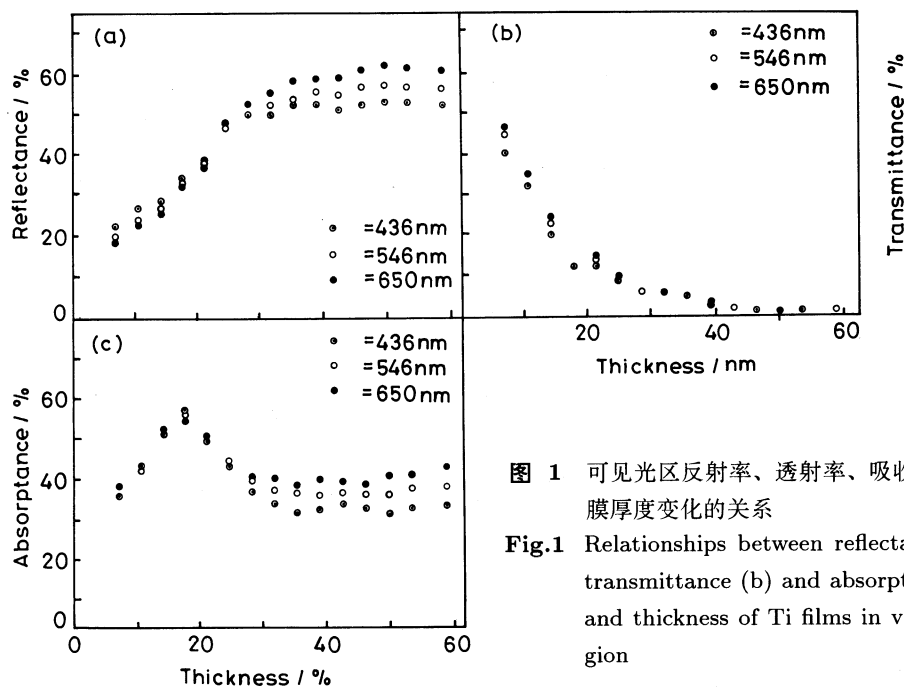 (a)
Reflectance / %
60
40
20
0
=436nm
=546nm
=650nm
(b)
=436nm
=546nm
=650nm
Transmittance / %
20
40
60
Thickness / nm
(c)
=436nm
=546nm
=650nm
Absorptance / %
60
40
20
0
0
20
40
60
Thickness / %
图 1 可见光区反射率、透射率、吸收
膜厚度变化的关系
Fig.1 Relationships between reflecta
transmittance (b) and absorpt
and thickness of Ti films in v
gion